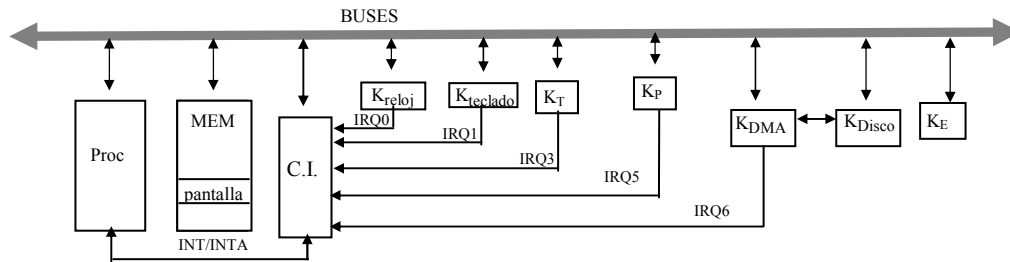 BUSES
Kreloj
Kteclado
KT
KP
MEM
KDMA
KDisco
KE
IRQ0
IRQ1
Proc
C.I.
IRQ3
pantalla
IRQ5
IRQ6
INT/INTA